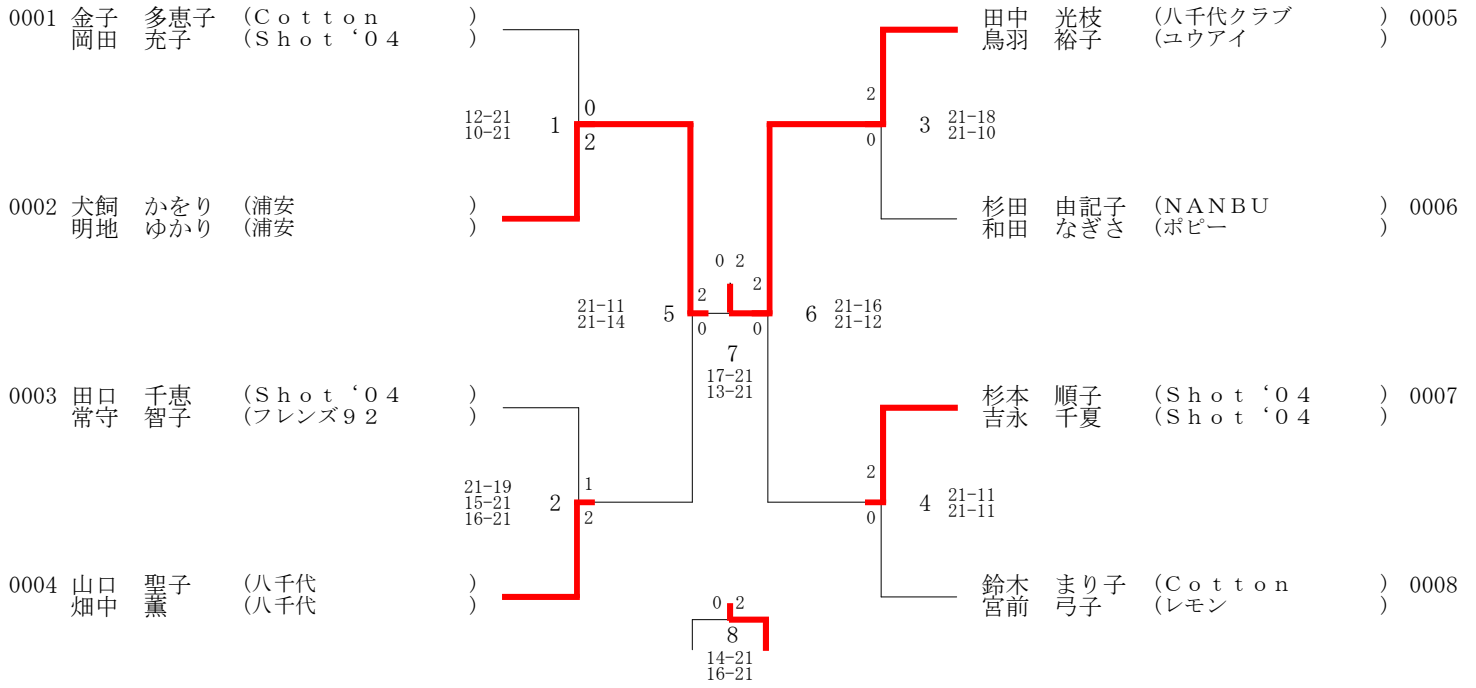 0001 金子 多恵子 (Ｃｏｔｔｏｎ )
岡田 充子 (Ｓｈｏｔ ‘０４ )
田中 光枝 (八千代クラブ ) 0005
鳥羽 裕子 (ユウアイ )
12-21
10-21
1
0
2
2
0
3
21-18
21-10
0002 犬飼 かをり (浦安 )
明地 ゆかり (浦安 )
杉田 由記子 (ＮＡＮＢＵ ) 0006
和田 なぎさ (ポピー )
0 2
21-11
21-14
5
2
0
2
0
6
21-16
21-12
7
17-21
13-21
0003 田口 千恵 (Ｓｈｏｔ ‘０４ )
常守 智子 (フレンズ９２ )
杉本 順子 (Ｓｈｏｔ ‘０４ ) 0007
吉永 千夏 (Ｓｈｏｔ ‘０４ )
21-19
15-21
16-21
2
1
2
2
0
4
21-11
21-11
0004 山口 聖子 (八千代 )
畑中 薫 (八千代 )
鈴木 まり子 (Ｃｏｔｔｏｎ ) 0008
宮前 弓子 (レモン )
0 2
8
14-21
16-21